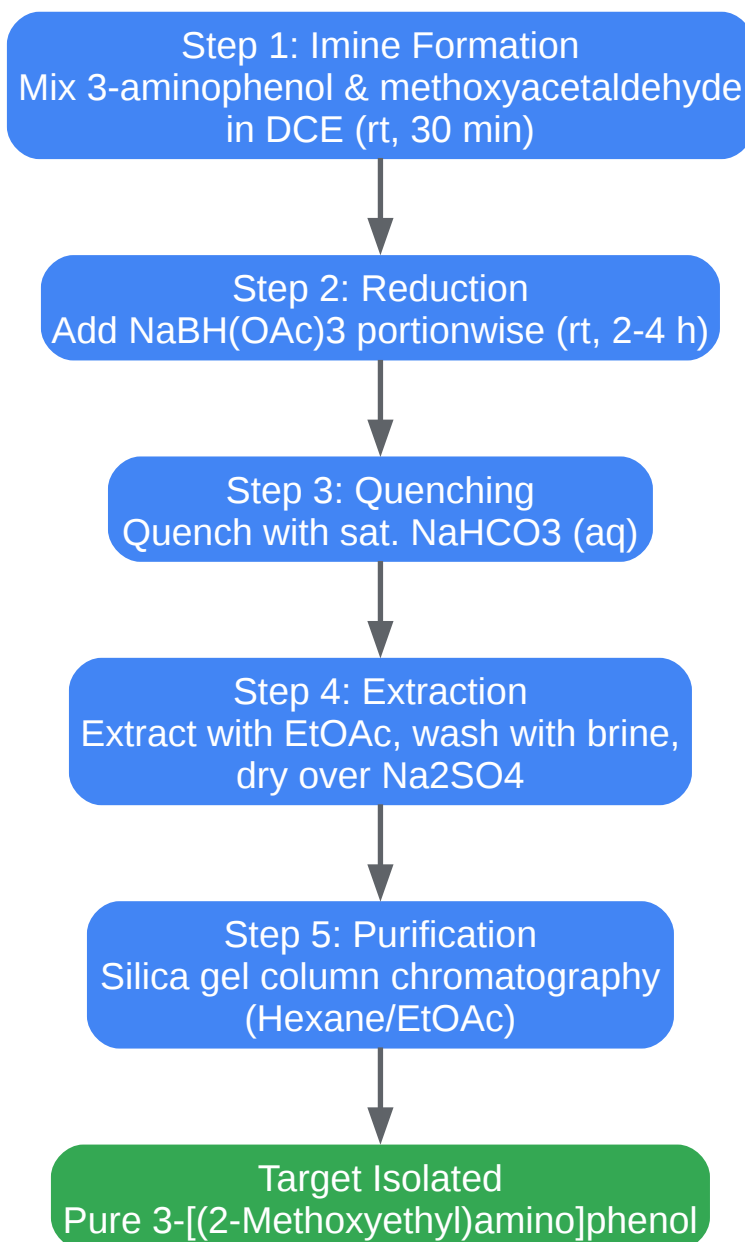 Step 1: Imine Formation
Mix 3-aminophenol & methoxyacetaldehyde
in DCE (rt, 30 min)
Step 2: Reduction
Add NaBH(OAc)3 portionwise (rt, 2-4 h)
Step 3: Quenching
Quench with sat. NaHCO3 (aq)
Step 4: Extraction
Extract with EtOAc, wash with brine,
dry over Na2SO4
Step 5: Purification
Silica gel column chromatography
(Hexane/EtOAc)
Target Isolated
Pure 3-[(2-Methoxyethyl)amino]phenol